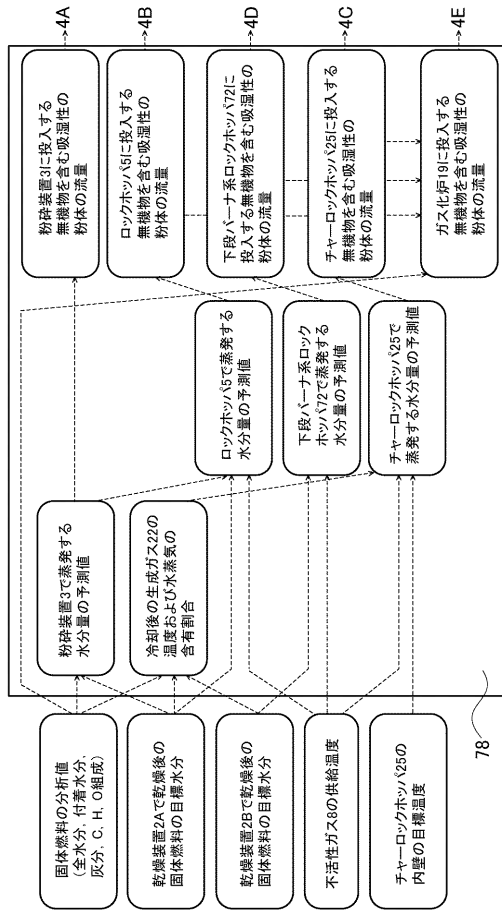 固体燃料の分析値
(全水分, 付着水分,
灰分, C, H, O組成)
乾燥装置2Aで乾燥後の
固体燃料の目標水分
乾燥装置2Bで乾燥後の
固体燃料の目標水分
不活性ガス8の供給温度
チャーロックホッパ25の
内壁の目標温度
粉砕装置3で蒸発する
水分量の予測値
冷却後の生成ガス22の
温度および水蒸気の
含有割合
ロックホッパ5で蒸発する
水分量の予測値
下段バーナ系ロック
ホッパ72で蒸発する
水分量の予測値
チャーロックホッパ25で
蒸発する水分量の予測値
粉砕装置3に投入する
無機物を含む吸湿性の
粉体の流量
ロックホッパ5に投入する
無機物を含む吸湿性の
粉体の流量
下段バーナ系ロックホッパ72に
投入する無機物を含む吸湿性の
粉体の流量
チャーロックホッパ25に投入する
無機物を含む吸湿性の
粉体の流量
ガス化炉19に投入する
無機物を含む吸湿性の
粉体の流量
4A
4B
4D
4C
4E
78